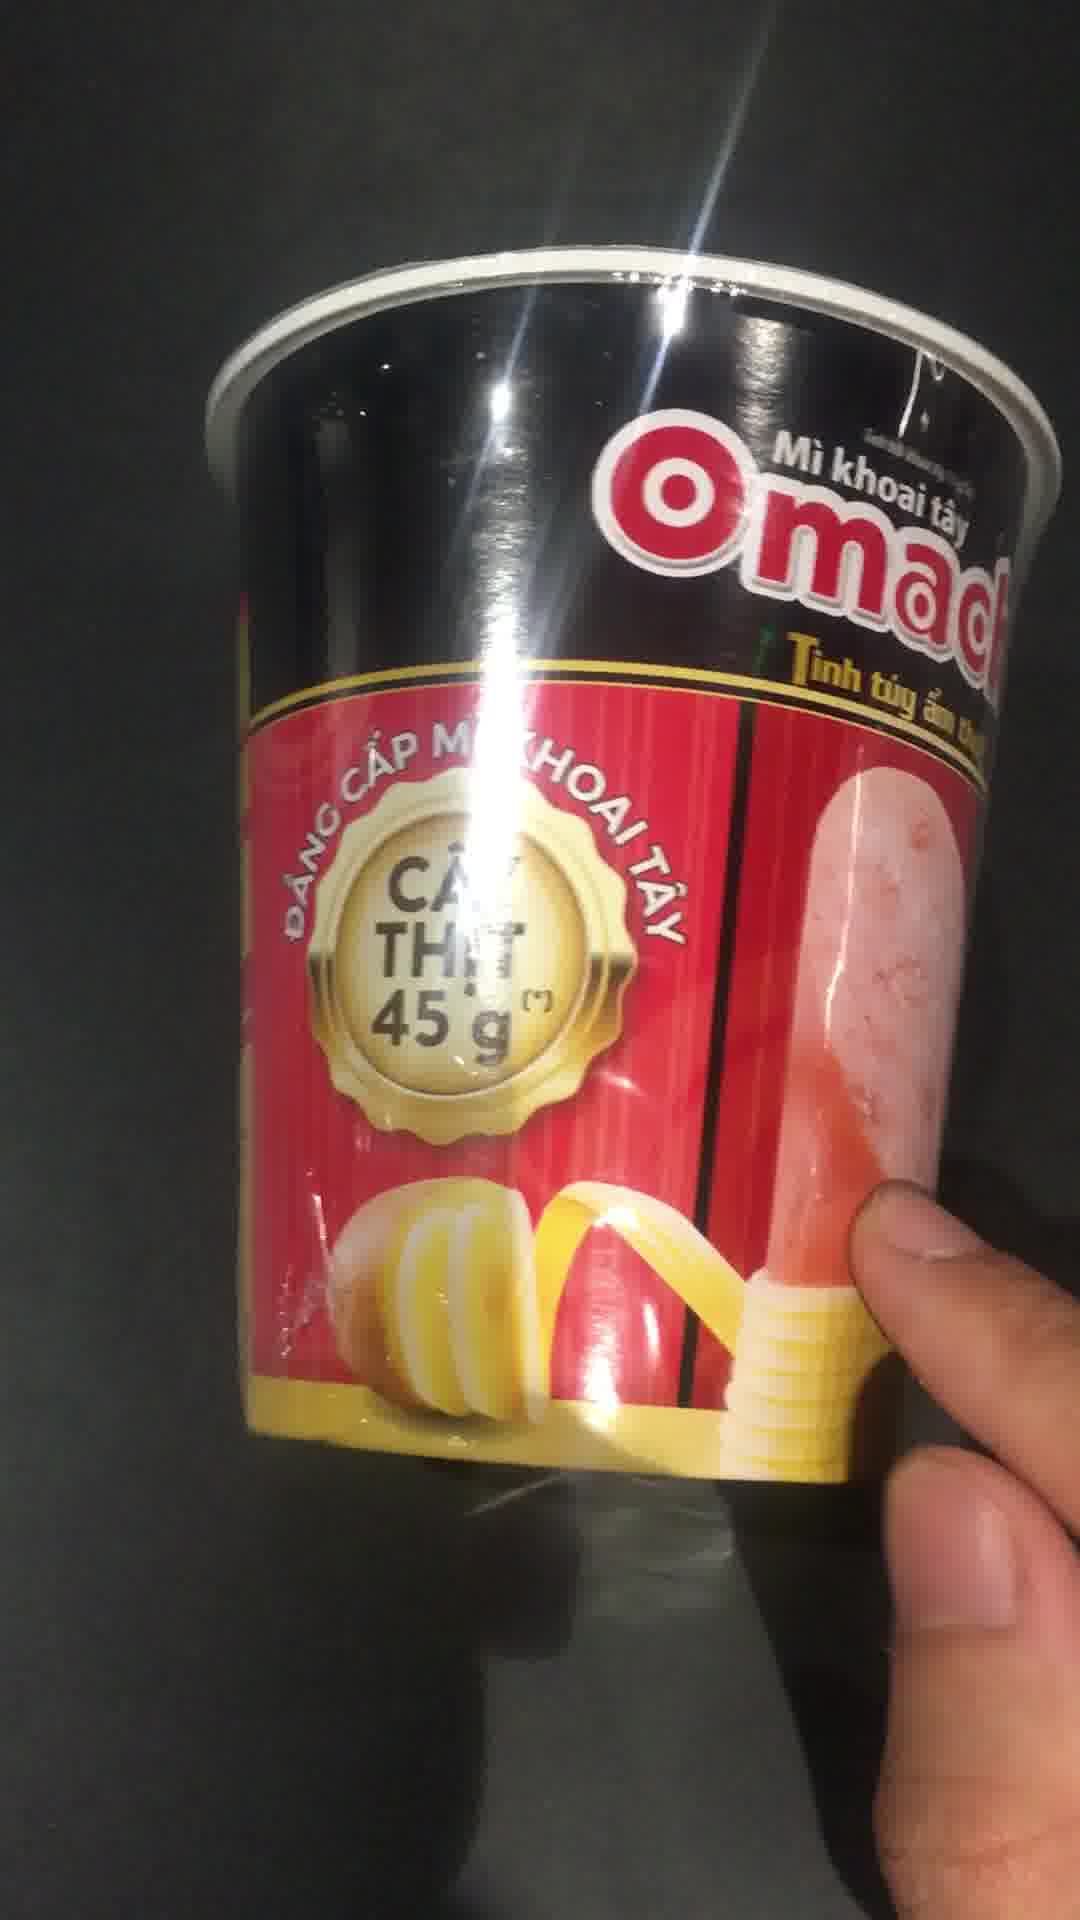 Mì khoai tây
Omach
Tinh túy ẩm
ĐẲNG CẤP MÌ KHOAI TÂY
CÂY
THỊT
45 g (*)